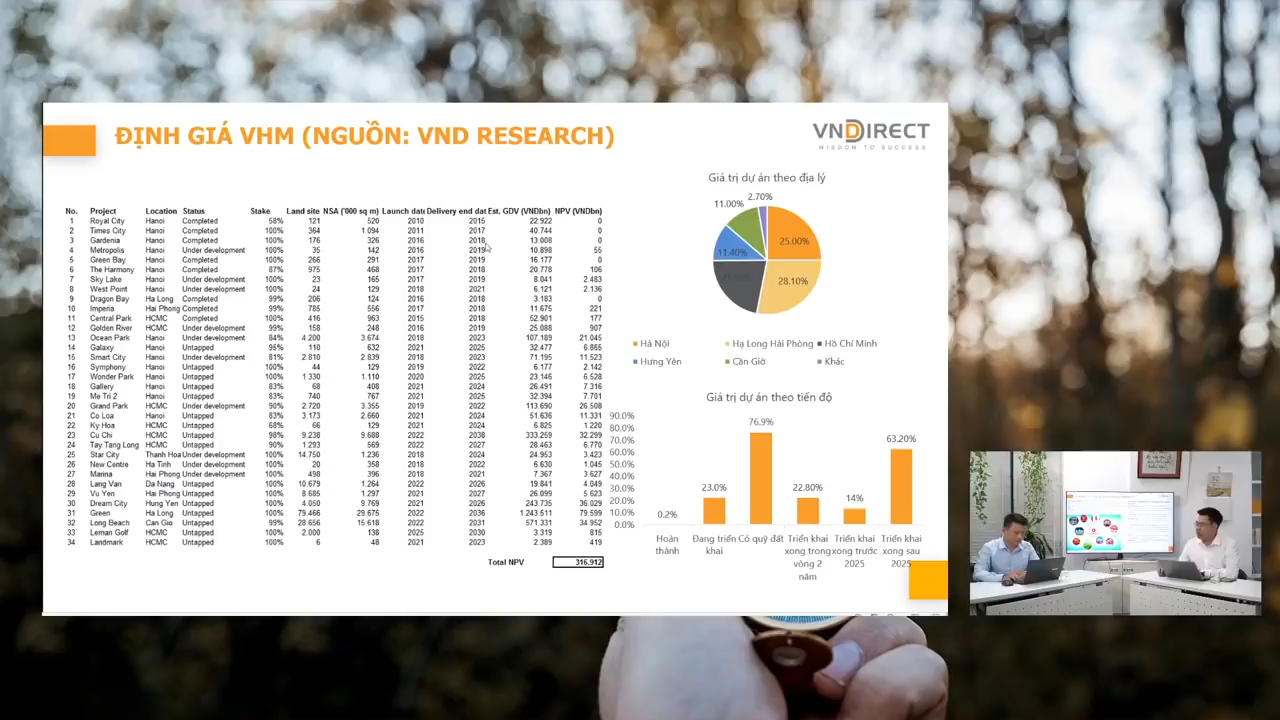 ĐỊNH GIÁ VHM (NGUỒN: VND RESEARCH)
VNDIRECT
WISDOM TO SUCCESS
No. Project Location Status Stake Land site NSA ('000 sq m) Launch date Delivery end dat Est. GDV (VNDbn) NPV (VNDbn)
1 Royal City Hanoi Completed 58% 121 520 2010 2015 22.922 0
2 Times City Hanoi Completed 100% 364 1.094 2011 2017 40.744 0
3 Gardenia Hanoi Completed 100% 176 326 2016 2018 13.008 0
4 Metropolis Hanoi Under development 100% 35 142 2016 2019 10.898 55
5 Green Bay Hanoi Completed 100% 266 291 2017 2019 16.177 0
6 The Harmony Hanoi Completed 87% 975 468 2017 2018 20.778 106
7 Sky Lake Hanoi Under development 100% 23 165 2017 2019 8.041 2.483
8 West Point Hanoi Under development 100% 24 129 2018 2021 6.121 2.136
9 Dragon Bay Ha Long Completed 99% 206 124 2016 2018 3.183 0
10 Imperia Hai Phong Completed 100% 785 556 2017 2018 11.675 221
11 Central Park HCMC Completed 100% 416 963 2015 2018 52.901 177
12 Golden River HCMC Under development 99% 158 248 2016 2019 25.088 907
13 Ocean Park Hanoi Under development 84% 4.200 3.674 2018 2023 107.189 21.045
14 Galaxy Hanoi Untapped 95% 110 632 2021 2025 32.477 6.865
15 Smart City Hanoi Under development 81% 2.810 2.839 2018 2023 71.195 11.523
16 Symphony Hanoi Untapped 100% 44 129 2019 2022 6.177 2.142
17 Wonder Park Hanoi Untapped 100% 1.330 1.110 2020 2025 23.146 6.528
18 Gallery Hanoi Untapped 83% 68 408 2021 2024 26.491 7.316
19 Me Tri 2 Hanoi Untapped 83% 740 767 2021 2025 32.394 7.701
20 Grand Park HCMC Under development 90% 2.720 3.355 2019 2022 113.690 26.508
21 Co Loa Hanoi Untapped 83% 3.173 2.660 2021 2024 51.636 11.331
22 Ky Hoa HCMC Untapped 68% 66 129 2021 2024 6.825 1.220
23 Cu Chi HCMC Untapped 98% 9.238 9.688 2022 2038 333.259 32.299
24 Tay Tang Long HCMC Untapped 90% 1.293 569 2022 2027 28.463 6.770
25 Star City Thanh Hoa Under development 100% 14.750 1.236 2018 2024 24.953 3.423
26 New Centre Ha Tinh Under development 100% 20 358 2018 2022 6.630 1.045
27 Marina Hai Phong Under development 100% 498 396 2018 2021 7.367 3.627
28 Lang Van Da Nang Untapped 100% 10.679 1.264 2022 2026 19.841 4.049
29 Vu Yen Hai Phong Untapped 100% 8.685 1.297 2021 2027 26.099 5.623
30 Dream City Hung Yen Untapped 100% 4.050 9.769 2021 2026 243.735 36.029
31 Green Ha Long Untapped 100% 79.466 29.675 2021 2036 1.243.511 79.599
32 Long Beach Can Gio Untapped 99% 28.656 15.618 2022 2031 571.331 34.952
33 Leman Golf HCMC Untapped 100% 2.000 138 2025 2030 3.319 815
34 Landmark HCMC Untapped 100% 6 48 2021 2023 2.389 419
Total NPV 316.912
Giá trị dự án theo địa lý
2.70%
11.00%
25.00%
11.40%
28.10%
Hà Nội Hạ Long Hải Phòng Hồ Chí Minh
Hưng Yên Cần Giờ Khác
Giá trị dự án theo tiến độ
90.0%
80.0%
70.0%
60.0%
50.0%
40.0%
30.0%
20.0%
10.0%
0.0%
0.2% 23.0% 76.9% 22.80% 14% 63.20%
Hoàn thành
Đang triển khai
Có quỹ đất
Triển khai xong trong vòng 2 năm
Triển khai xong trước 2025
Triển khai xong sau 2025